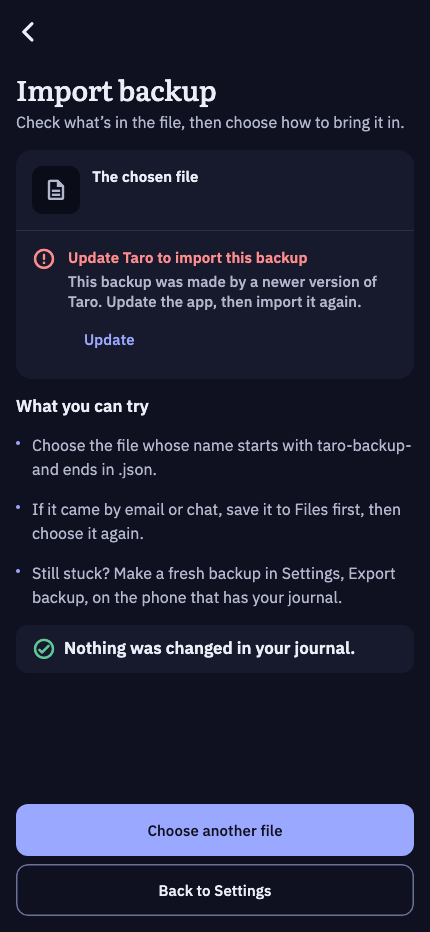 Import backup
Check what’s in the file, then choose how to bring it in.
The chosen file
Update Taro to import this backup
This backup was made by a newer version of
Taro. Update the app, then import it again.
Update
What you can try
Choose the file whose name starts with taro-backup-
and ends in .json.
If it came by email or chat, save it to Files first, then
choose it again.
Still stuck? Make a fresh backup in Settings, Export
backup, on the phone that has your journal.
Nothing was changed in your journal.
Choose another file
Back to Settings